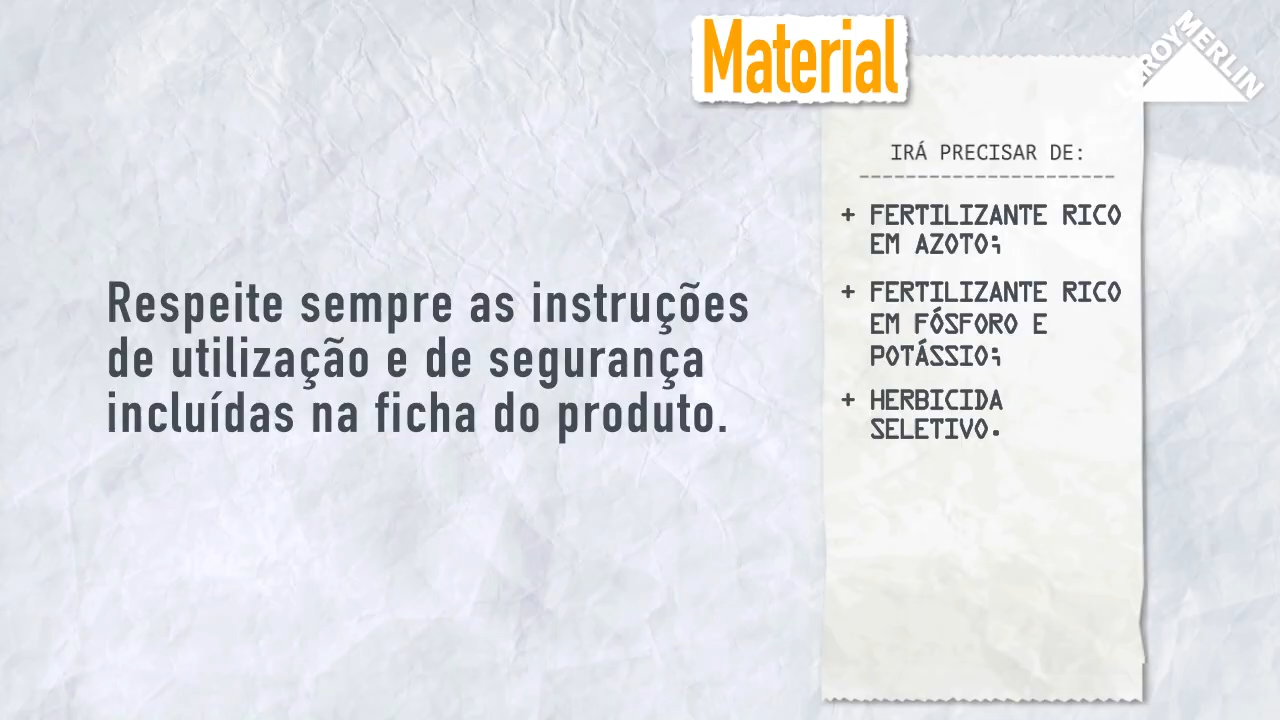 Material
LEROY MERLIN
IRÁ PRECISAR DE:
+ FERTILIZANTE RICO
EM AZOTO;
+ FERTILIZANTE RICO
EM FÓSFORO E
POTÁSSIO;
+ HERBICIDA
SELETIVO.
Respeite sempre as instruções
de utilização e de segurança
incluídas na ficha do produto.